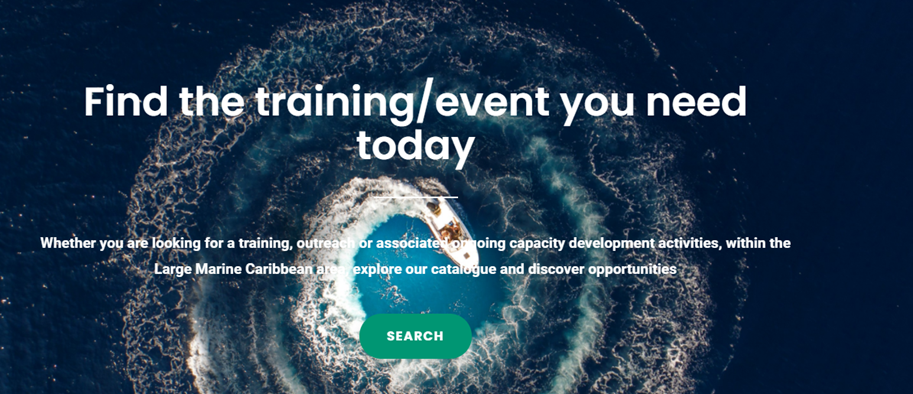 Find the training/event you need
today
Whether you are looking for a training, outreach or associated ongoing capacity development activities, within the
Large Marine Caribbean area, explore our catalogue and discover opportunities
SEARCH